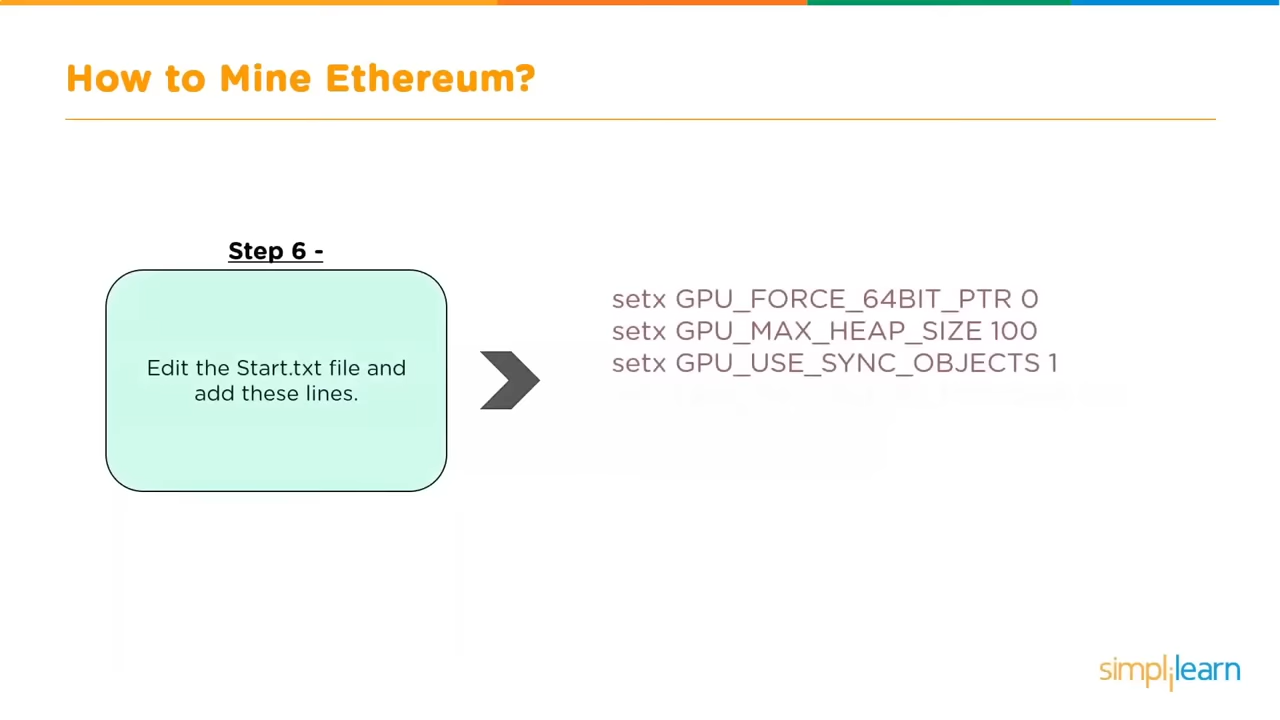 How to Mine Ethereum?
Step 6 -
Edit the Start.txt file and
add these lines.
setx GPU_FORCE_64BIT_PTR 0
setx GPU_MAX_HEAP_SIZE 100
setx GPU_USE_SYNC_OBJECTS 1
simplilearn